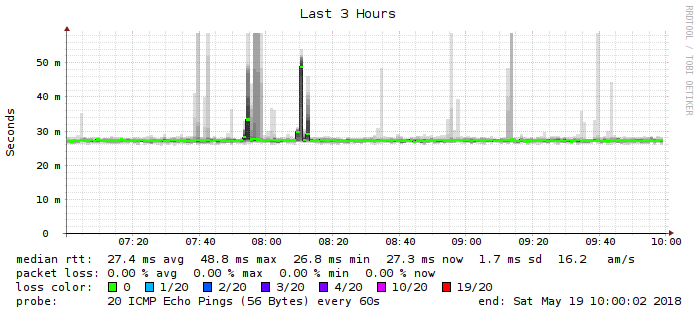 Last 3 Hours
RRDTOOL / TOBI OETIKER
Seconds
50 m
40 m
30 m
20 m
10 m
0
07:20 07:40 08:00 08:20 08:40 09:00 09:20 09:40 10:00
median rtt: 27.4 ms avg 48.8 ms max 26.8 ms min 27.3 ms now 1.7 ms sd 16.2 am/s
packet loss: 0.00 % avg 0.00 % max 0.00 % min 0.00 % now
loss color: 0 1/20 2/20 3/20 4/20 10/20 19/20
probe: 20 ICMP Echo Pings (56 Bytes) every 60s end: Sat May 19 10:00:02 2018